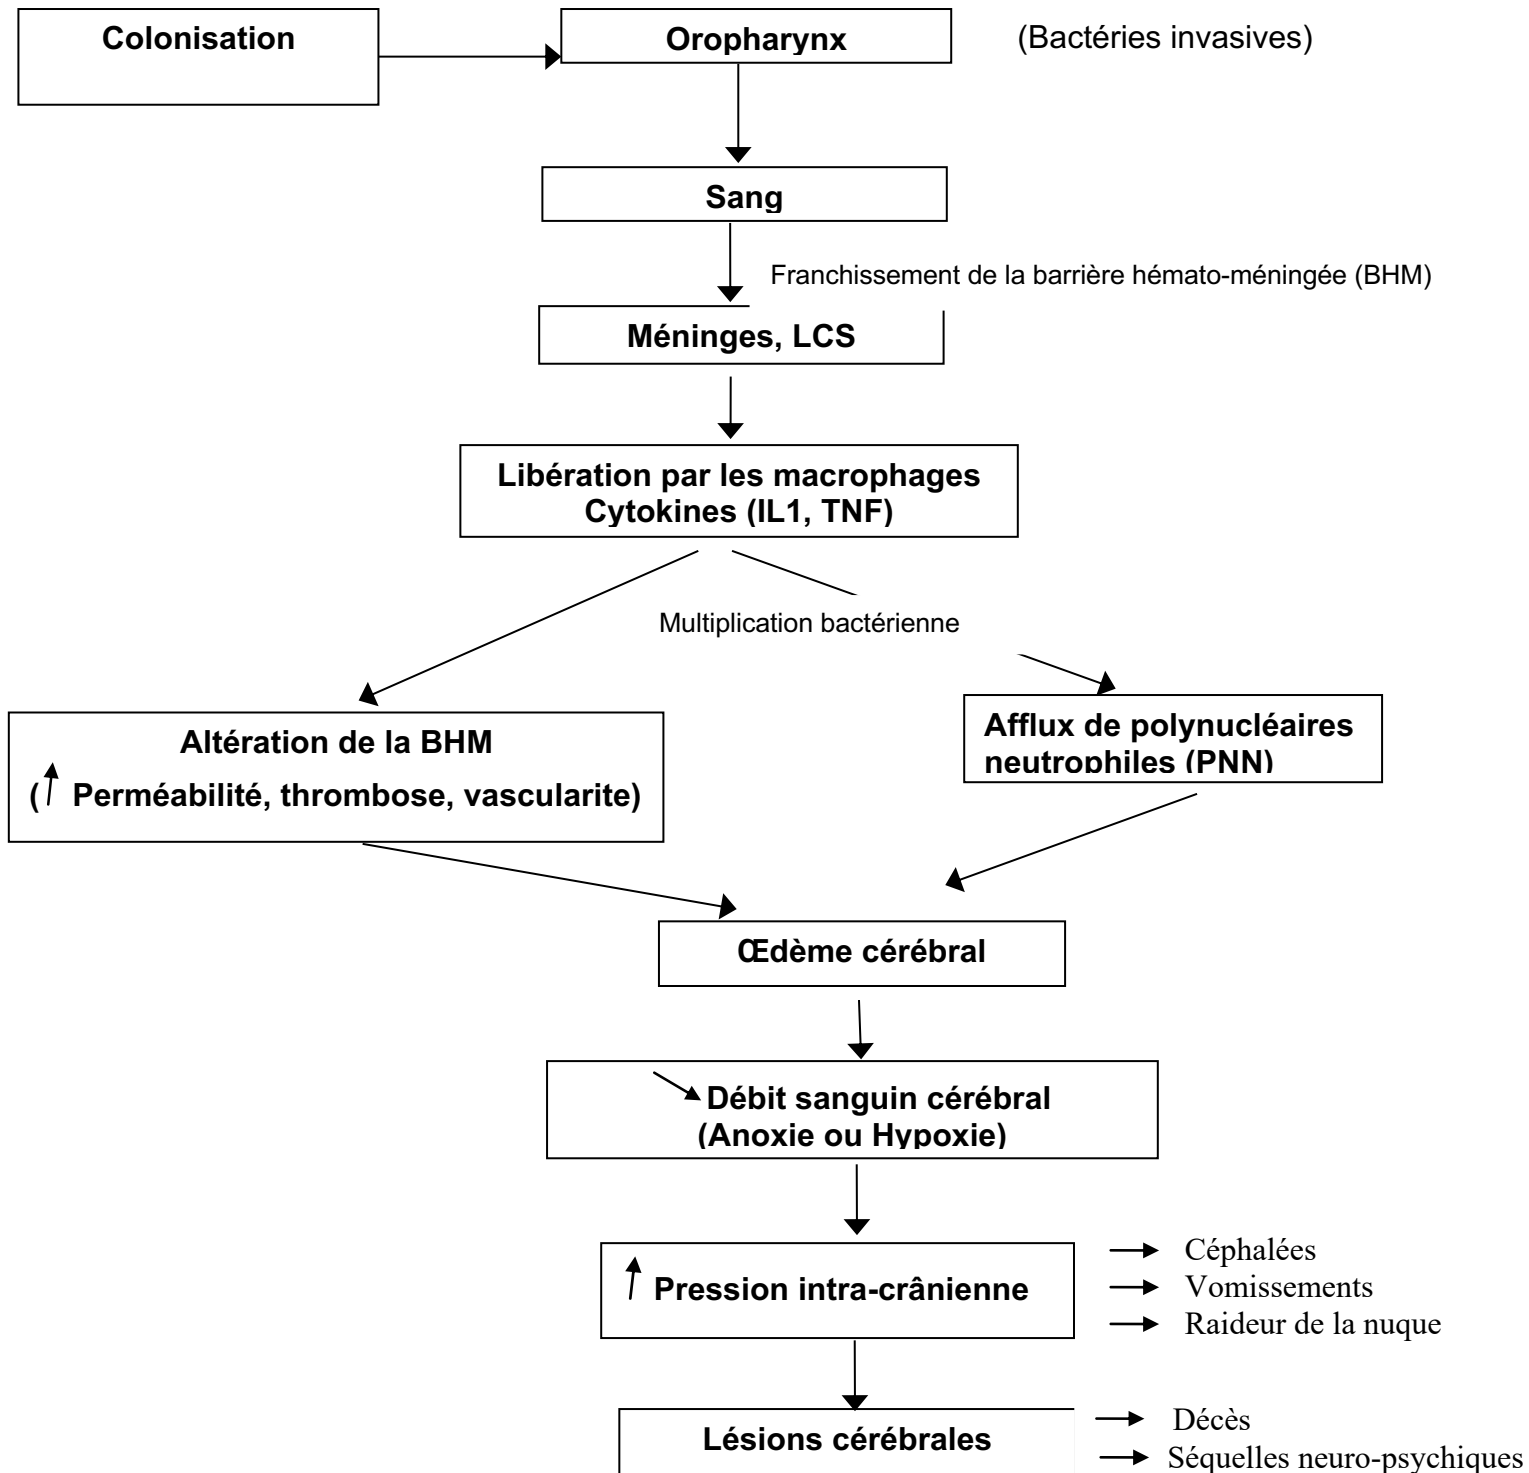 Colonisation
Oropharynx
(Bactéries invasives)
Sang
Franchissement de la barrière hémato-méningée (BHM)
Méninges, LCS
Libération par les macrophages
Cytokines (IL1, TNF)
Multiplication bactérienne
Altération de la BHM
( Perméabilité, thrombose, vascularite)
Afflux de polynucléaires
neutrophiles (PNN)
Œdème cérébral
Débit sanguin cérébral
(Anoxie ou Hypoxie)
Pression intra-crânienne
Céphalées
Vomissements
Raideur de la nuque
Lésions cérébrales
Décès
Séquelles neuro-psychiques